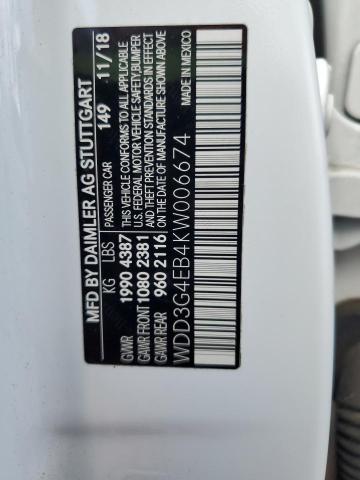 MFD BY DAIMLER AG STUTTGART
PASSENGER CAR 149 11/18
KG LBS
GVWR 1990 4387
GAWR FRONT 1080 2381
GAWR REAR 960 2116
THIS VEHICLE CONFORMS TO ALL APPLICABLE
U.S. FEDERAL MOTOR VEHICLE SAFETY,BUMPER
AND THEFT PREVENTION STANDARDS IN EFFECT
ON THE DATE OF MANUFACTURE SHOWN ABOVE
WDD3G4EB4KW006674
MADE IN MEXICO